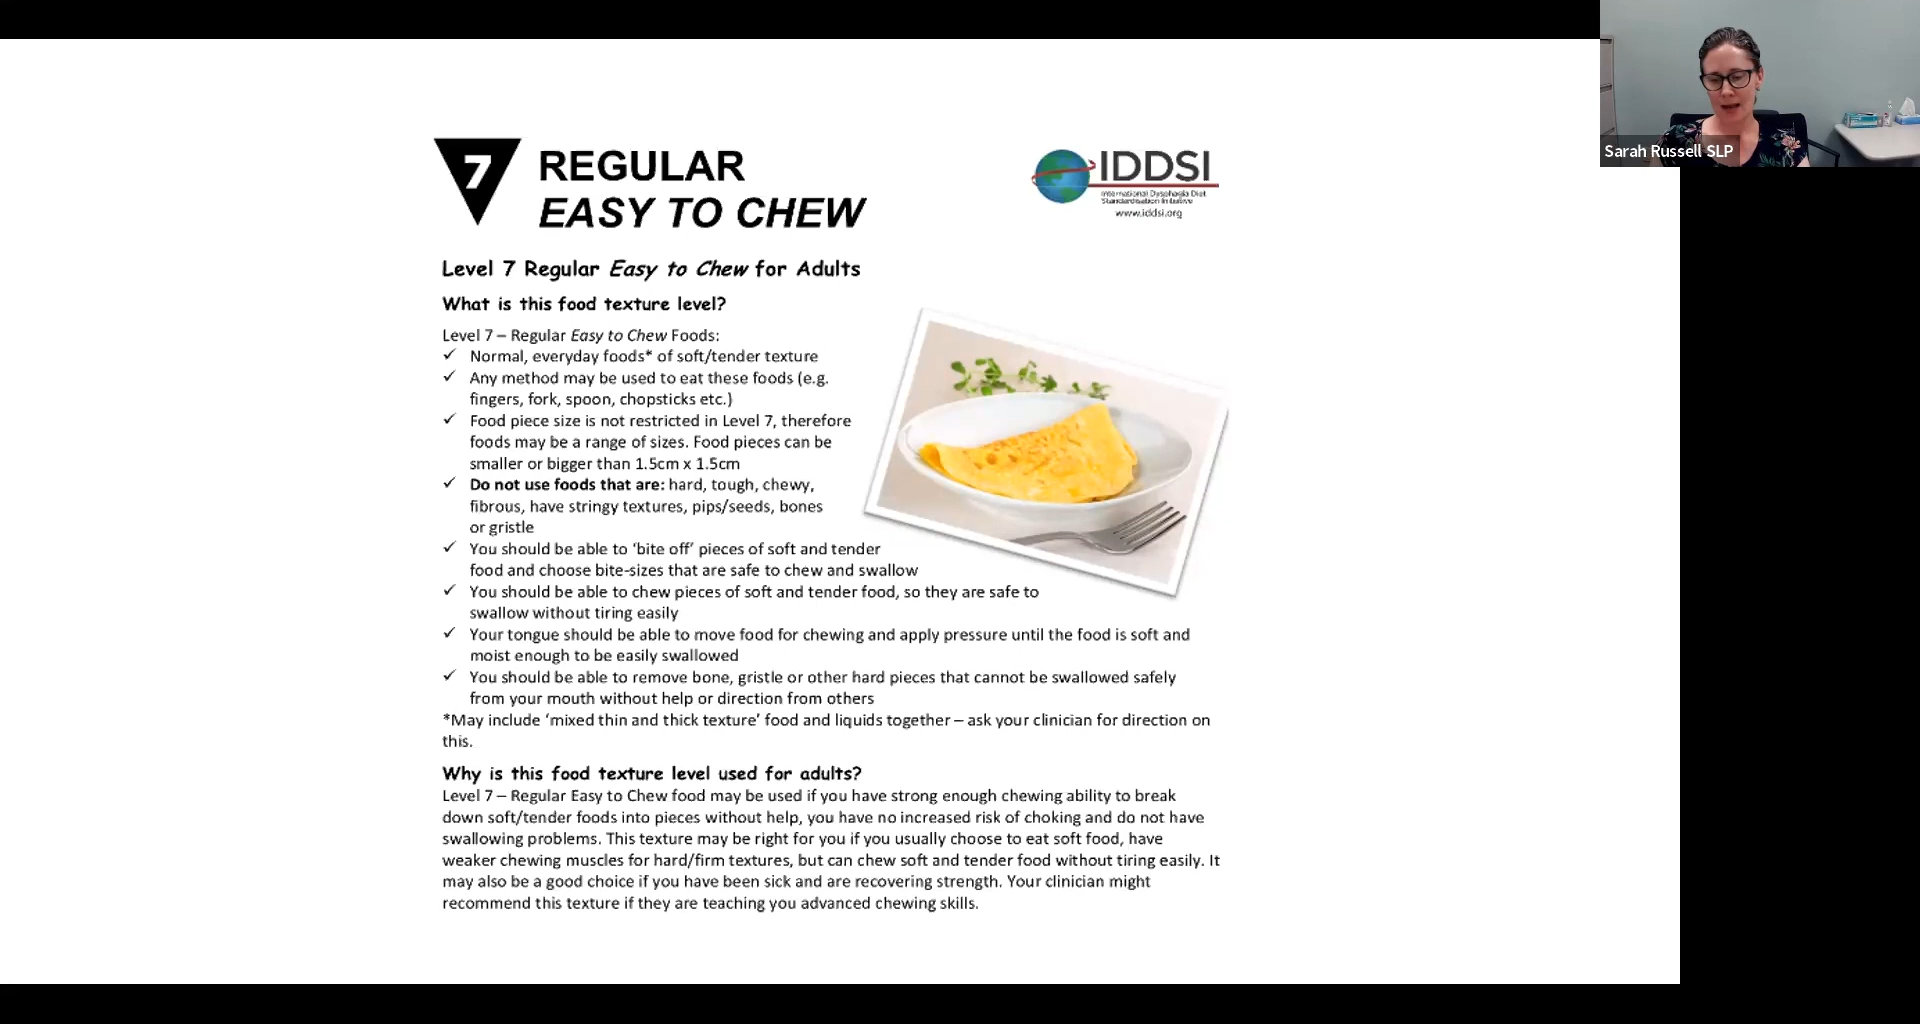 Sarah Russell SLP
7
REGULAR
EASY TO CHEW
IDDSI
International Dysphagia Diet
Standardisation Initiative
www.iddsi.org
Level 7 Regular Easy to Chew for Adults
What is this food texture level?
Level 7 – Regular Easy to Chew Foods:
✓ Normal, everyday foods* of soft/tender texture
✓ Any method may be used to eat these foods (e.g.
fingers, fork, spoon, chopsticks etc.)
✓ Food piece size is not restricted in Level 7, therefore
foods may be a range of sizes. Food pieces can be
smaller or bigger than 1.5cm x 1.5cm
✓ Do not use foods that are: hard, tough, chewy,
fibrous, have stringy textures, pips/seeds, bones
or gristle
✓ You should be able to ‘bite off’ pieces of soft and tender
food and choose bite-sizes that are safe to chew and swallow
✓ You should be able to chew pieces of soft and tender food, so they are safe to
swallow without tiring easily
✓ Your tongue should be able to move food for chewing and apply pressure until the food is soft and
moist enough to be easily swallowed
✓ You should be able to remove bone, gristle or other hard pieces that cannot be swallowed safely
from your mouth without help or direction from others
*May include ‘mixed thin and thick texture’ food and liquids together – ask your clinician for direction on
this.
Why is this food texture level used for adults?
Level 7 – Regular Easy to Chew food may be used if you have strong enough chewing ability to break
down soft/tender foods into pieces without help, you have no increased risk of choking and do not have
swallowing problems. This texture may be right for you if you usually choose to eat soft food, have
weaker chewing muscles for hard/firm textures, but can chew soft and tender food without tiring easily. It
may also be a good choice if you have been sick and are recovering strength. Your clinician might
recommend this texture if they are teaching you advanced chewing skills.